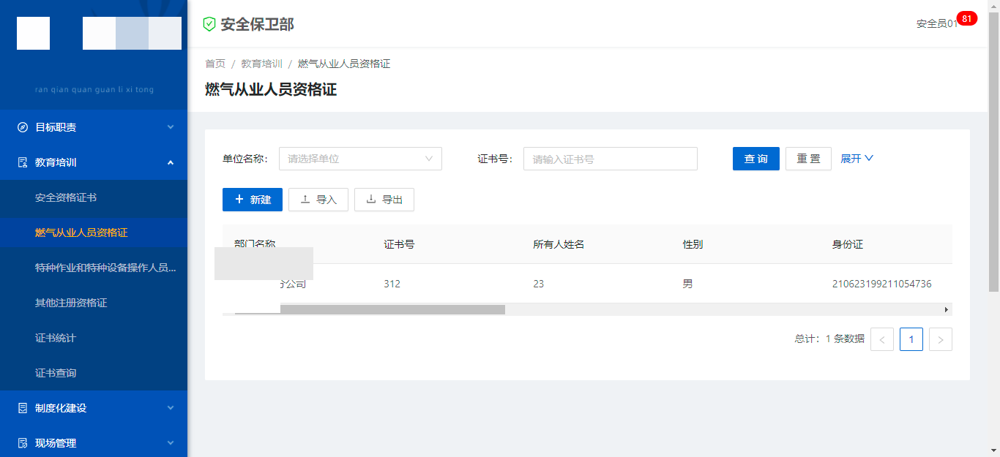 安全保卫部
安全员01
81
ran qian quan guan li xi tong
首页 / 教育培训 / 燃气从业人员资格证
燃气从业人员资格证
目标职责
教育培训
安全资格证书
燃气从业人员资格证
特种作业和特种设备操作人员...
其他注册资格证
证书统计
证书查询
制度化建设
现场管理
单位名称： 请选择单位 证书号： 请输入证书号 查 询 重 置 展开
新建 导入 导出
部门名称 证书号 所有人姓名 性别 身份证
公司 312 23 男 210623199211054736
总计：1 条数据 < 1 >